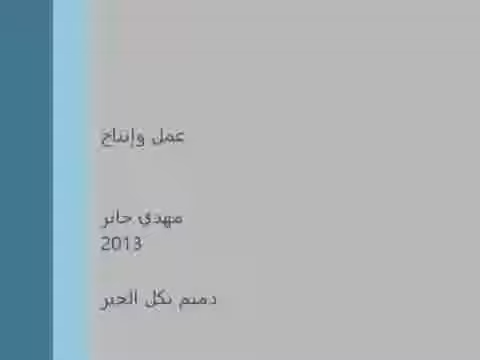 عمل وإنتاج
مهدي جابر
2013
دمتم بكل الخير